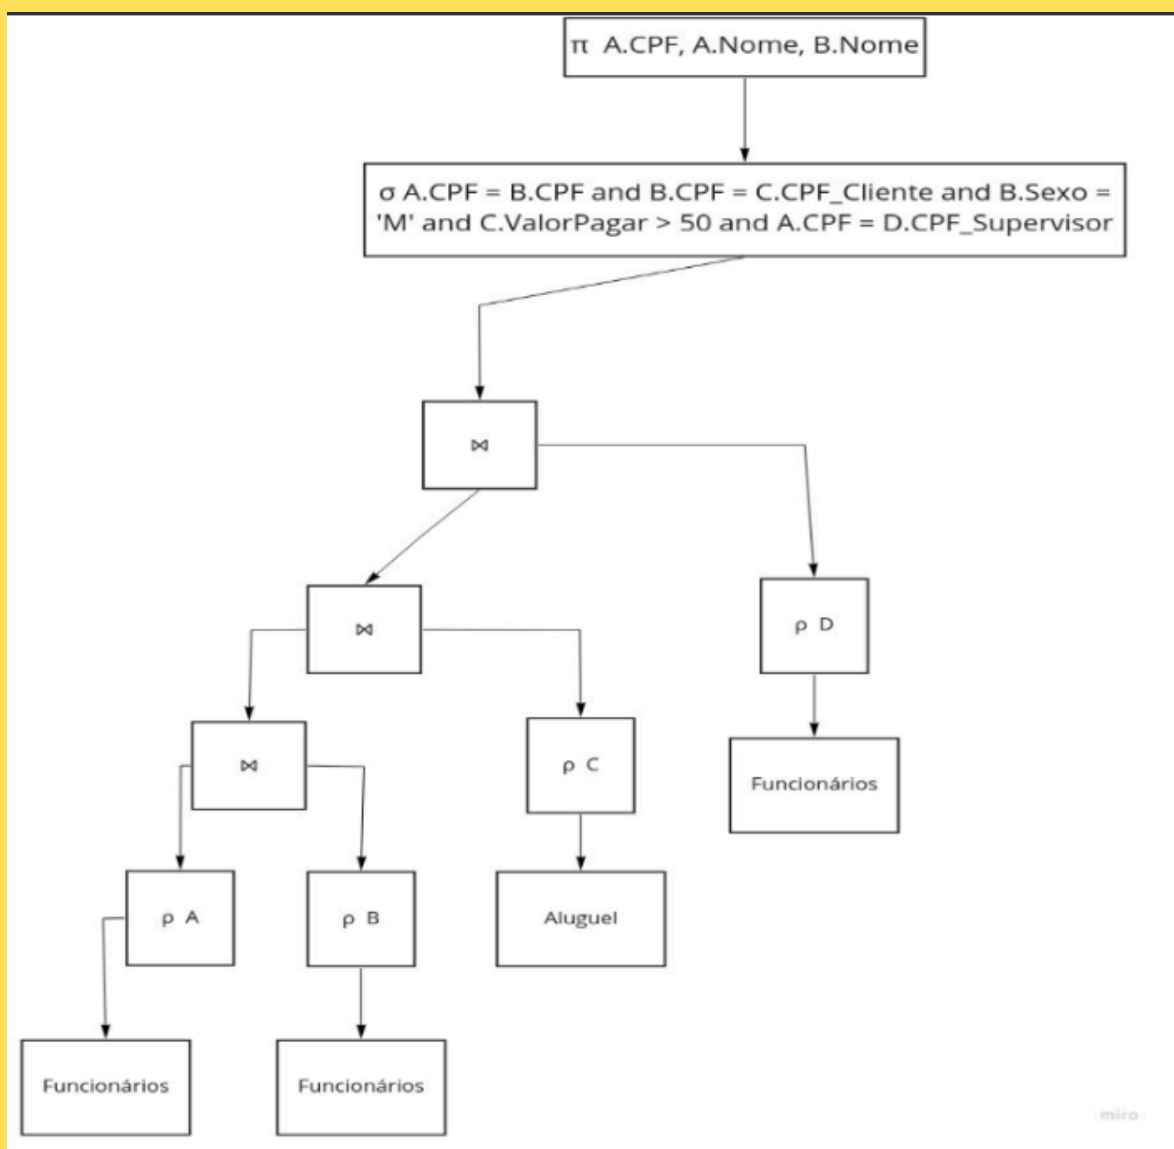 π A.CPF, A.Nome, B.Nome
σ A.CPF = B.CPF and B.CPF = C.CPF_Cliente and B.Sexo =
'M' and C.ValorPagar > 50 and A.CPF = D.CPF_Supervisor
⋈
⋈
ρ D
⋈
ρ C
Funcionários
ρ A
ρ B
Aluguel
Funcionários
Funcionários
miro